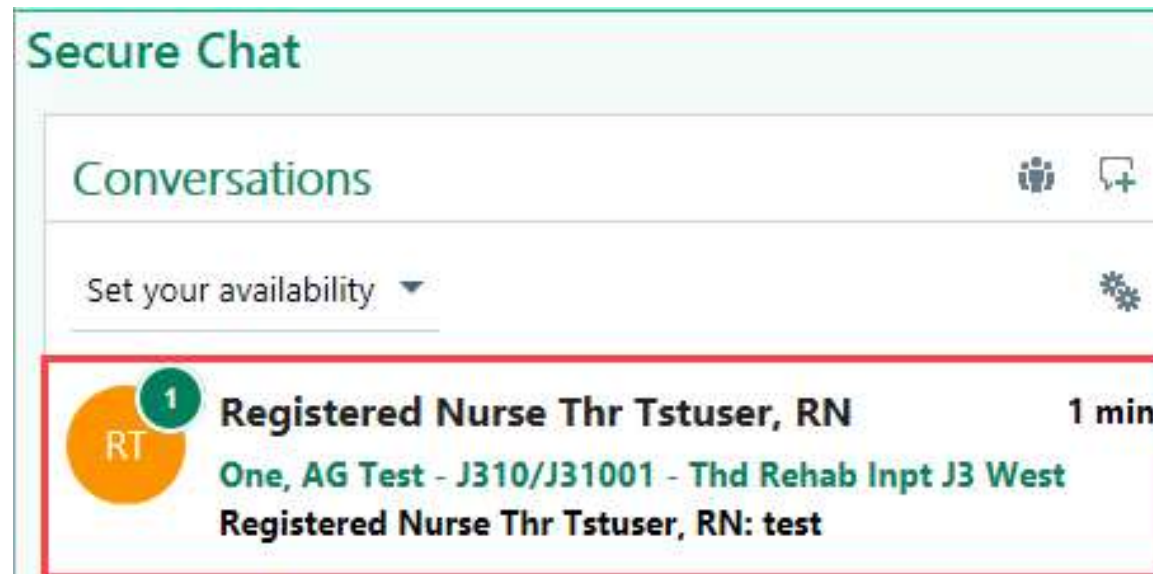 Secure Chat
Conversations
Set your availability
1
RT
Registered Nurse Thr Tstuser, RN 1 min
One, AG Test - J310/J31001 - Thd Rehab Inpt J3 West
Registered Nurse Thr Tstuser, RN: test